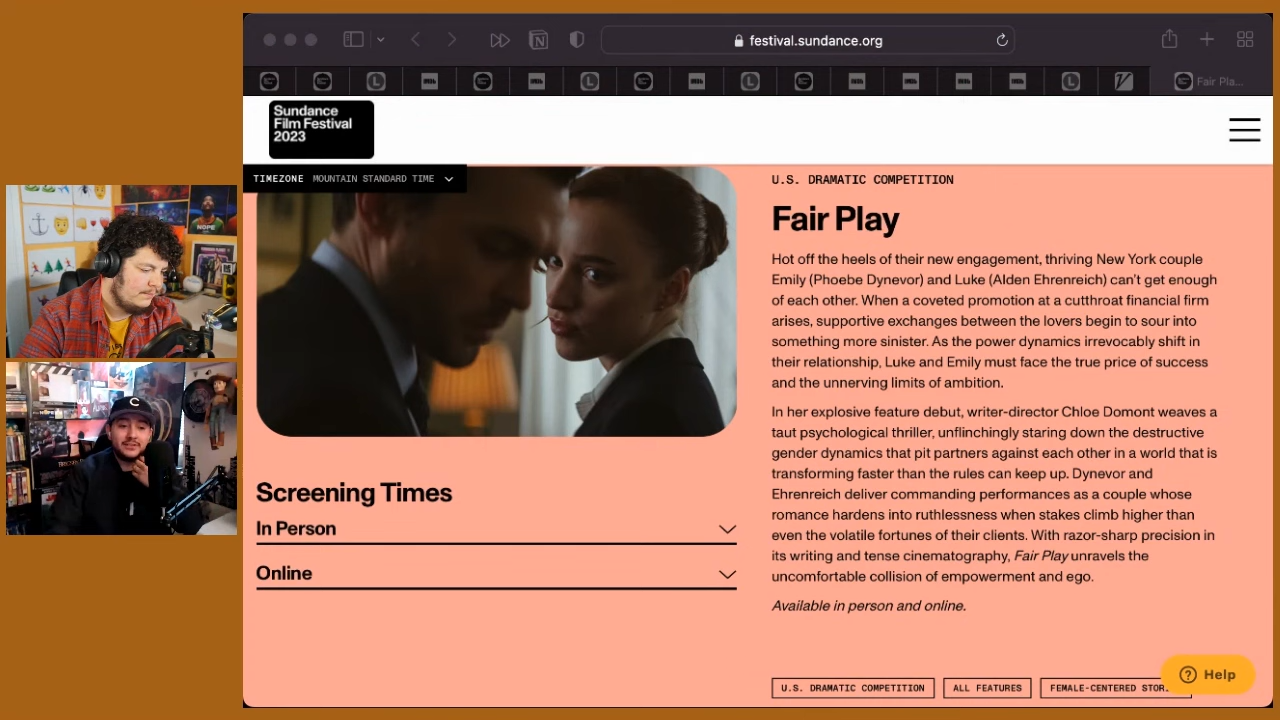 festival.sundance.org
Fair Pla...
Sundance
Film Festival
2023
TIMEZONE MOUNTAIN STANDARD TIME
U.S. DRAMATIC COMPETITION
Fair Play
Hot off the heels of their new engagement, thriving New York couple
Emily (Phoebe Dynevor) and Luke (Alden Ehrenreich) can't get enough
of each other. When a coveted promotion at a cutthroat financial firm
arises, supportive exchanges between the lovers begin to sour into
something more sinister. As the power dynamics irrevocably shift in
their relationship, Luke and Emily must face the true price of success
and the unnerving limits of ambition.
In her explosive feature debut, writer-director Chloe Domont weaves a
taut psychological thriller, unflinchingly staring down the destructive
gender dynamics that pit partners against each other in a world that is
transforming faster than the rules can keep up. Dynevor and
Ehrenreich deliver commanding performances as a couple whose
romance hardens into ruthlessness when stakes climb higher than
even the volatile fortunes of their clients. With razor-sharp precision in
its writing and tense cinematography, Fair Play unravels the
uncomfortable collision of empowerment and ego.
Available in person and online.
Screening Times
In Person
Online
U.S. DRAMATIC COMPETITION
ALL FEATURES
FEMALE-CENTERED STOR
Help
NOPE
C